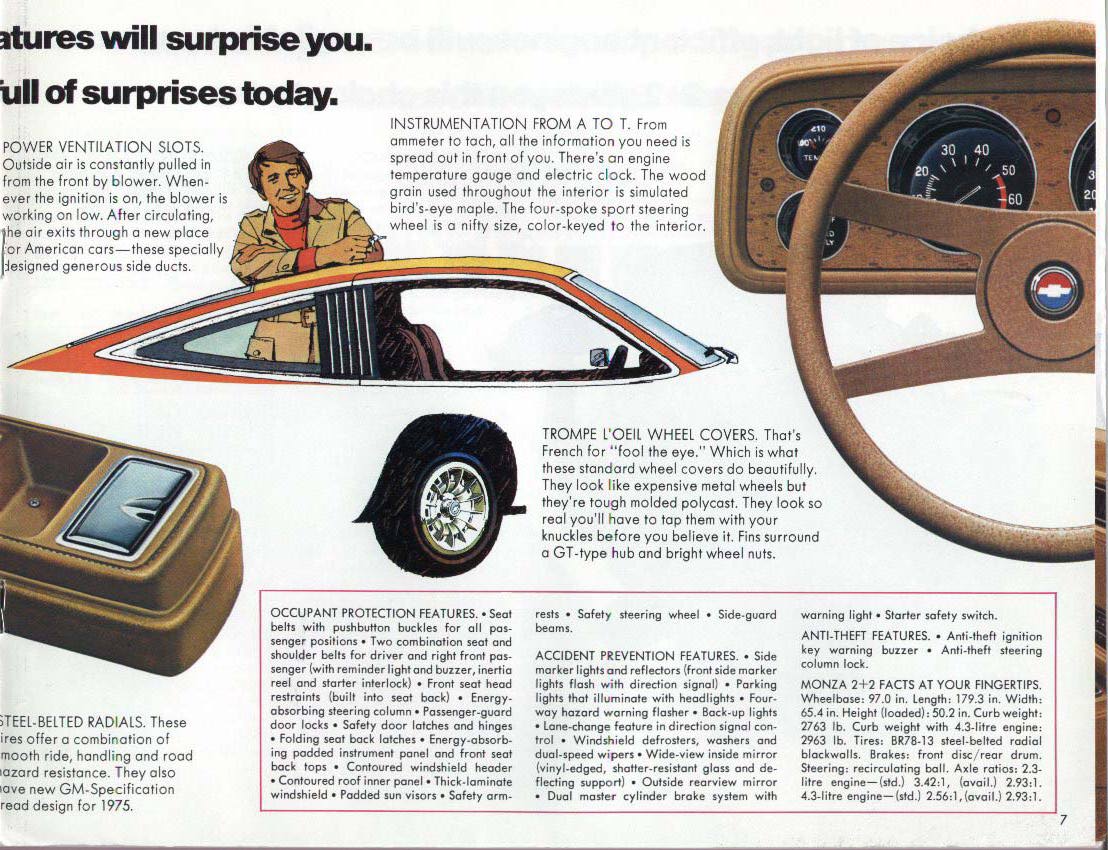 atures will surprise you.
full of surprises today.
POWER VENTILATION SLOTS.
Outside air is constantly pulled in
from the front by blower. When-
ever the ignition is on, the blower is
working on low. After circulating,
the air exits through a new place
for American cars—these specially
designed generous side ducts.
INSTRUMENTATION FROM A TO T. From
ammeter to tach, all the information you need is
spread out in front of you. There's an engine
temperature gauge and electric clock. The wood
grain used throughout the interior is simulated
bird's-eye maple. The four-spoke sport steering
wheel is a nifty size, color-keyed to the interior.
210
TEM
20 30 40 50 60
TROMPE L'OEIL WHEEL COVERS. That's
French for "fool the eye." Which is what
these standard wheel covers do beautifully.
They look like expensive metal wheels but
they're tough molded polycast. They look so
real you'll have to tap them with your
knuckles before you believe it. Fins surround
a GT-type hub and bright wheel nuts.
STEEL-BELTED RADIALS. These
tires offer a combination of
smooth ride, handling and road
hazard resistance. They also
have new GM-Specification
tread design for 1975.
OCCUPANT PROTECTION FEATURES. • Seat
belts with pushbutton buckles for all pas-
senger positions • Two combination seat and
shoulder belts for driver and right front pas-
senger (with reminder light and buzzer, inertia
reel and starter interlock) • Front seat head
restraints (built into seat back) • Energy-
absorbing steering column • Passenger-guard
door locks • Safety door latches and hinges
• Folding seat back latches • Energy-absorb-
ing padded instrument panel and front seat
back tops • Contoured windshield header
• Contoured roof inner panel • Thick-laminate
windshield • Padded sun visors • Safety arm-
rests • Safety steering wheel • Side-guard
beams.
ACCIDENT PREVENTION FEATURES. • Side
marker lights and reflectors (front side marker
lights flash with direction signal) • Parking
lights that illuminate with headlights • Four-
way hazard warning flasher • Back-up lights
• Lane-change feature in direction signal con-
trol • Windshield defrosters, washers and
dual-speed wipers • Wide-view inside mirror
(vinyl-edged, shatter-resistant glass and de-
flecting support) • Outside rearview mirror
• Dual master cylinder brake system with
warning light • Starter safety switch.
ANTI-THEFT FEATURES. • Anti-theft ignition
key warning buzzer • Anti-theft steering
column lock.
MONZA 2+2 FACTS AT YOUR FINGERTIPS.
Wheelbase: 97.0 in. Length: 179.3 in. Width:
65.4 in. Height (loaded): 50.2 in. Curb weight:
2763 lb. Curb weight with 4.3-litre engine:
2963 lb. Tires: BR78-13 steel-belted radial
blackwalls. Brakes: front disc/rear drum.
Steering: recirculating ball. Axle ratios: 2.3-
litre engine—(std.) 3.42:1, (avail.) 2.93:1.
4.3-litre engine—(std.) 2.56:1, (avail.) 2.93:1.
7